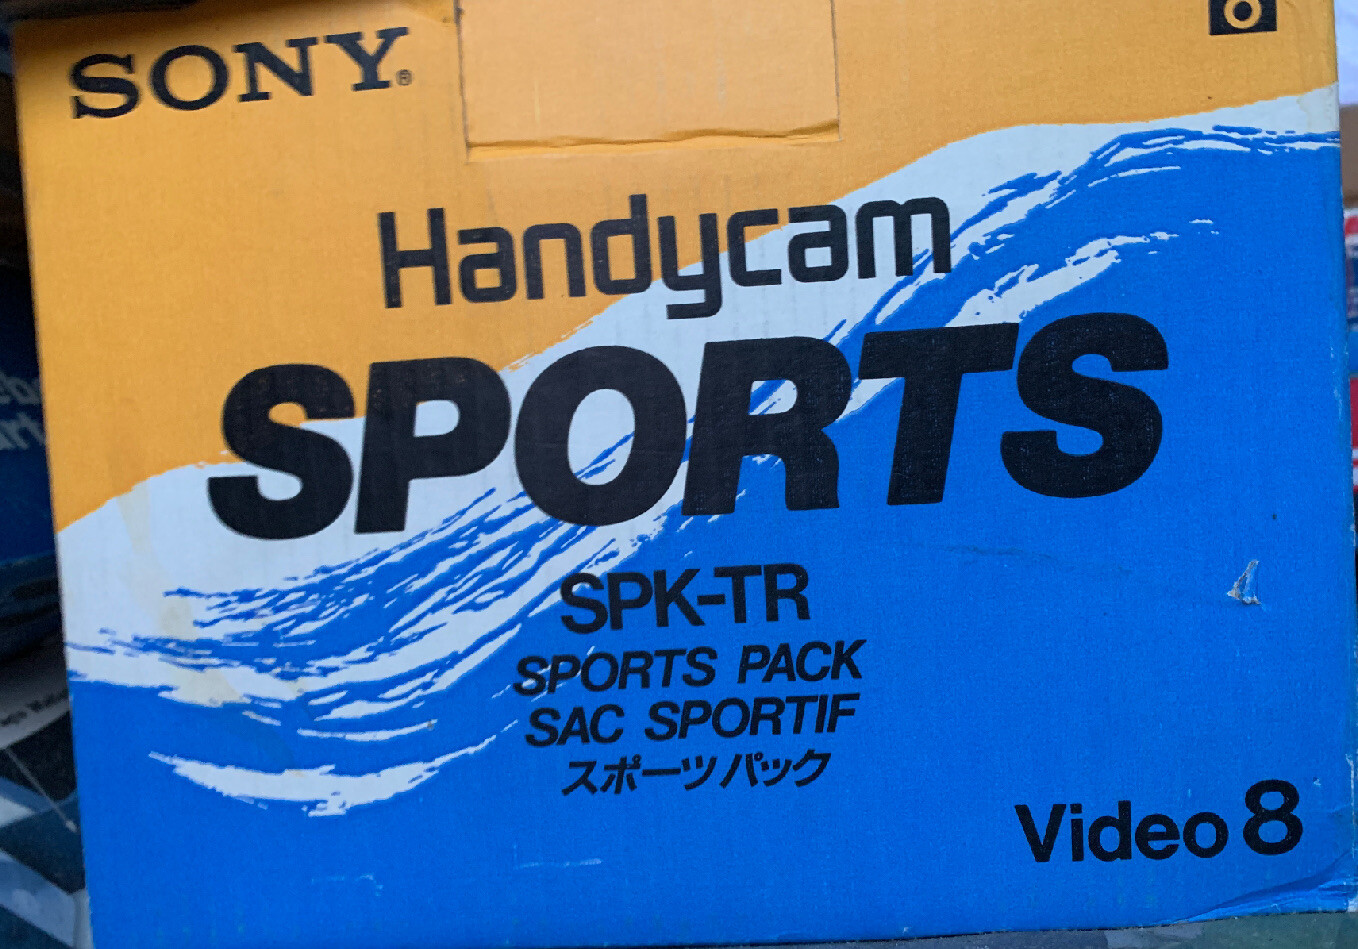 SONY®
Handycam
SPORTS
SPK-TR
SPORTS PACK
SAC SPORTIF
スポーツパック
Video 8